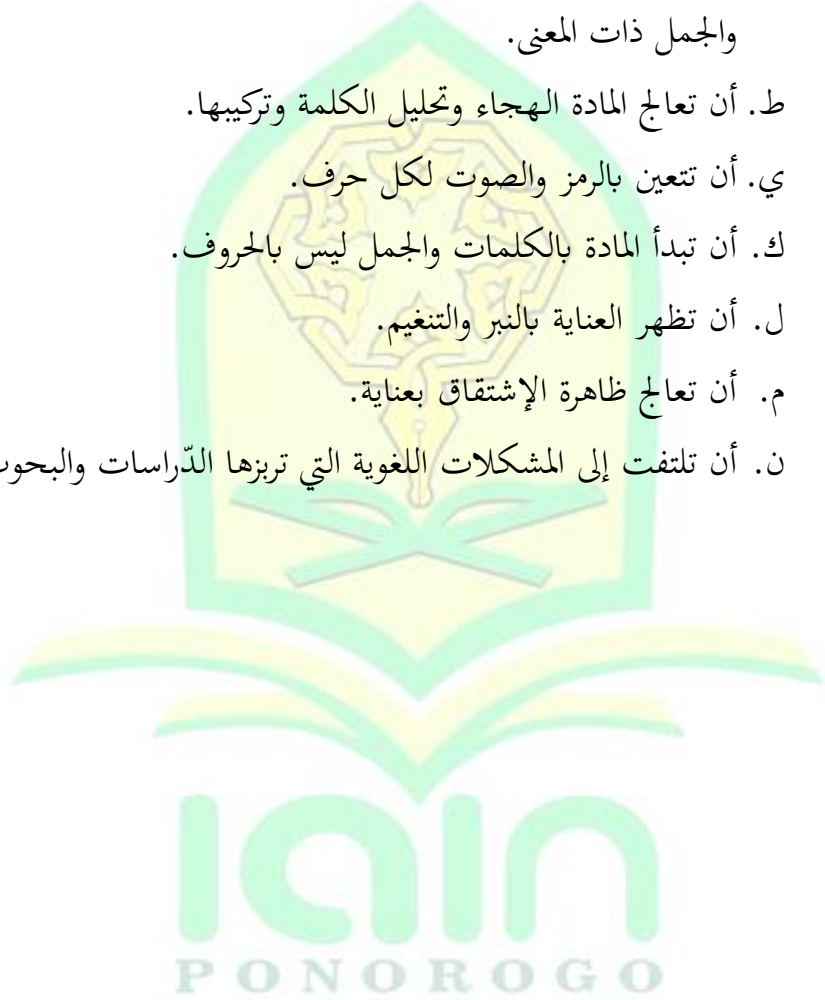 والجمل ذات المعنى.
ط. أن تعالج المادة الهجاء وتحليل الكلمة وتركيبها.
ي. أن تتعين بالرمز والصوت لكل حرف.
ك. أن تبدأ المادة بالكلمات والجمل ليس بالحروف.
ل. أن تظهر العناية بالنبر والتنغيم.
م. أن تعالج ظاهرة الإشتقاق بعناية.
ن. أن تلتفت إلى المشكلات اللغوية التي تربزها الدّراسات
iain
PONOROGO